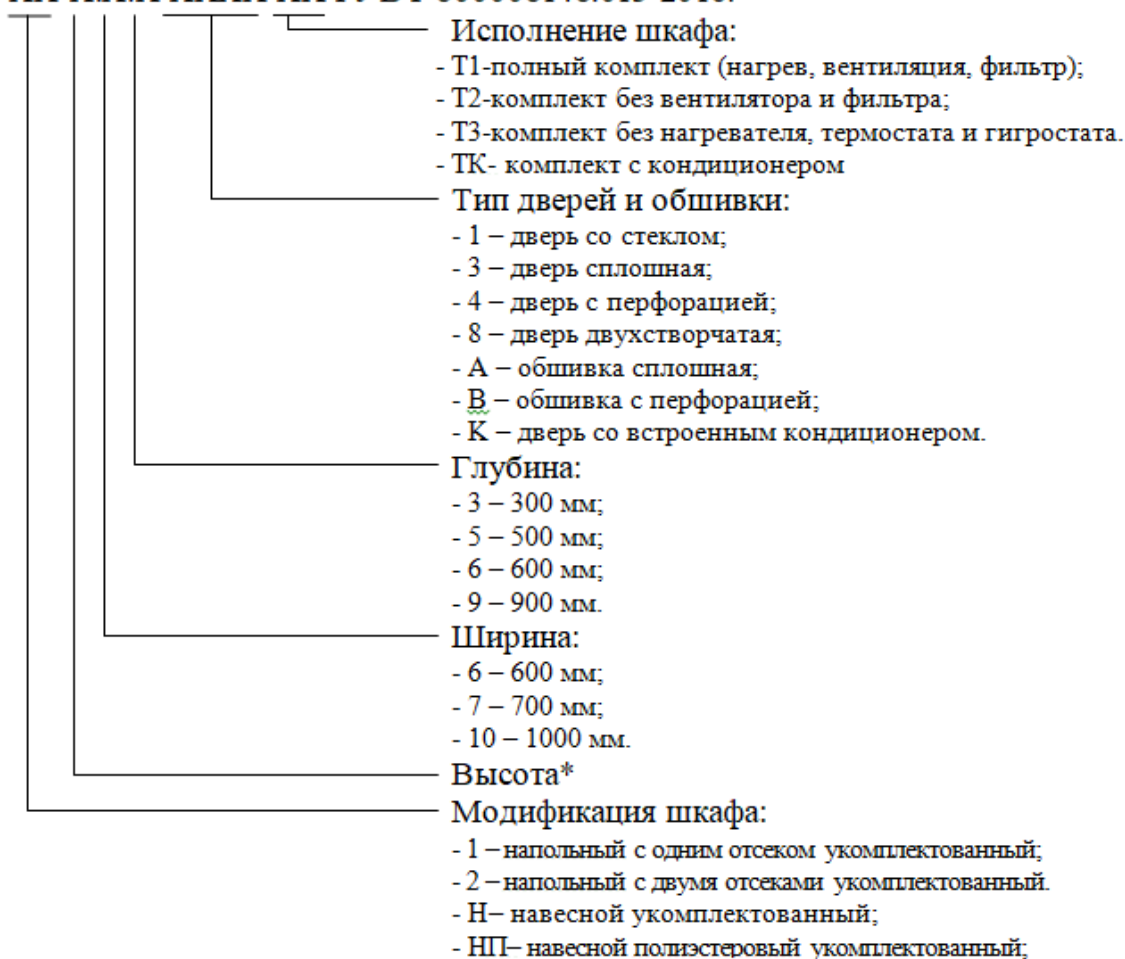 Исполнение шкафа:
- Т1-полный комплект (нагрев, вентиляция, фильтр);
- Т2-комплект без вентилятора и фильтра;
- Т3-комплект без нагревателя, термостата и гигростата.
- ТК- комплект с кондиционером
Тип дверей и обшивки:
- 1 – дверь со стеклом;
- 3 – дверь сплошная;
- 4 – дверь с перфорацией;
- 8 – дверь двухстворчатая;
- А – обшивка сплошная;
- В – обшивка с перфорацией;
- К – дверь со встроенным кондиционером.
Глубина:
- 3 – 300 мм;
- 5 – 500 мм;
- 6 – 600 мм;
- 9 – 900 мм.
Ширина:
- 6 – 600 мм;
- 7 – 700 мм;
- 10 – 1000 мм.
Высота*
Модификация шкафа:
- 1 – напольный с одним отсеком укомплектованный;
- 2 – напольный с двумя отсеками укомплектованный.
- Н– навесной укомплектованный;
- НП– навесной полиэстеровый укомплектованный;